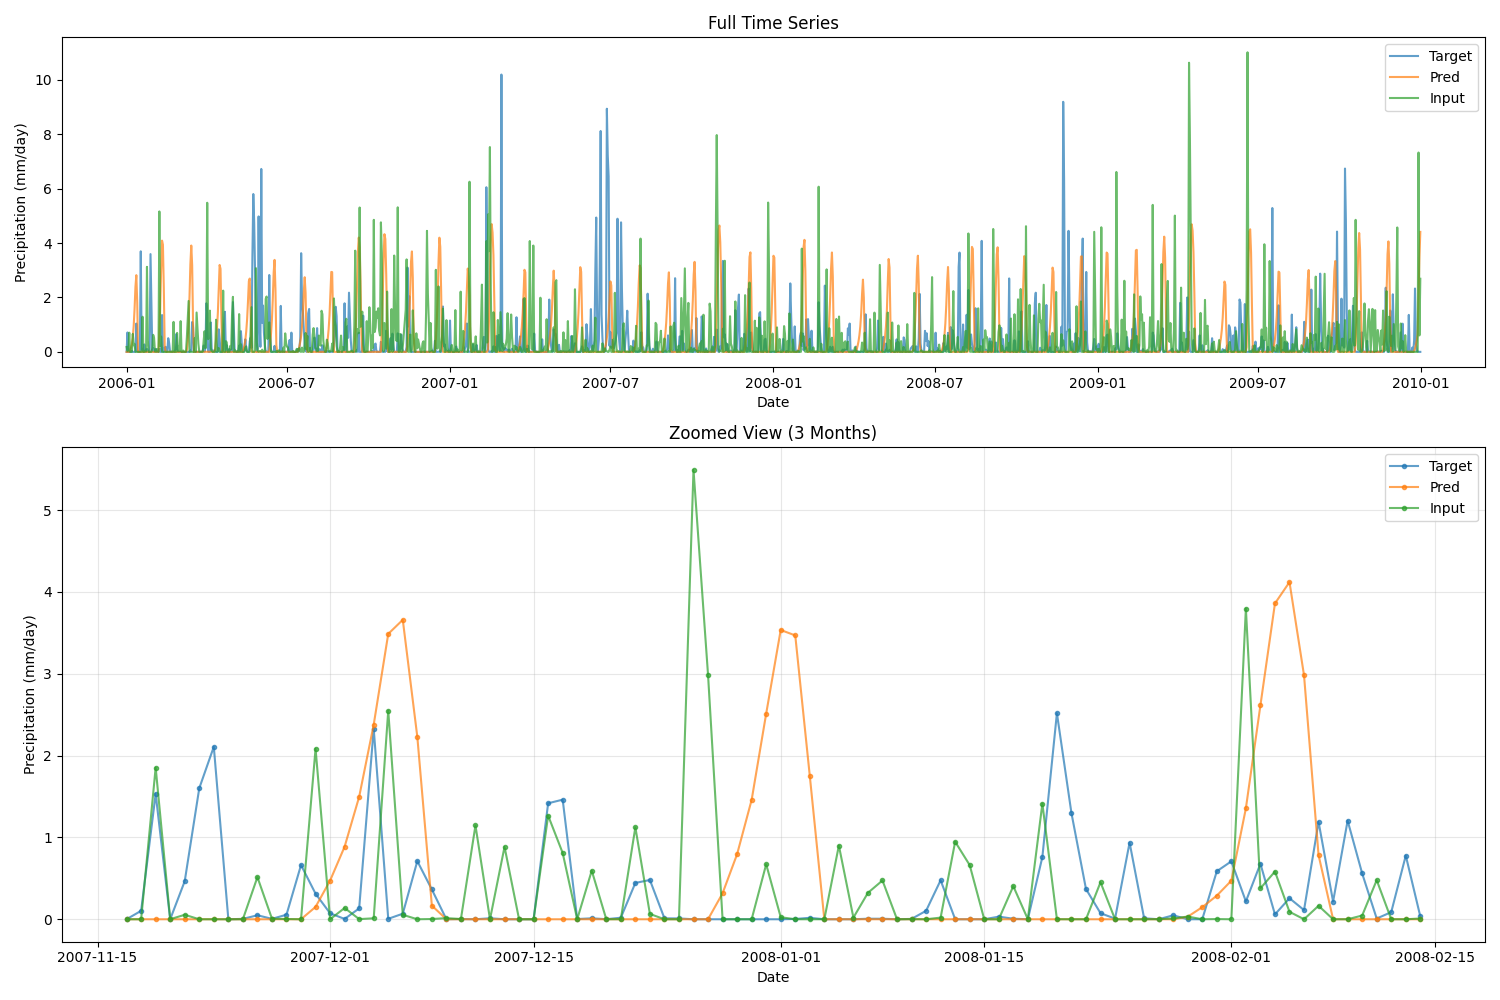 Full Time Series
Precipitation (mm/day)
10
8
6
4
2
0
Target
Pred
Input
2006-01 2006-07 2007-01 2007-07 2008-01 2008-07 2009-01 2009-07 2010-01
Date
Zoomed View (3 Months)
Precipitation (mm/day)
5
4
3
2
1
0
Target
Pred
Input
2007-11-15 2007-12-01 2007-12-15 2008-01-01 2008-01-15 2008-02-01 2008-02-15
Date